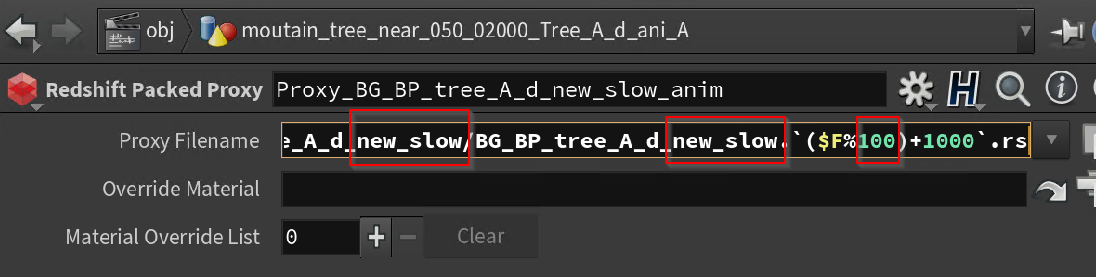 obj moutain_tree_near_050_02000_Tree_A_d_ani_A
Redshift Packed Proxy Proxy_BG_BP_tree_A_d_new_slow_anim
Proxy Filename e_A_d_new_slow/BG_BP_tree_A_d_new_slow.`($F%100)+1000`.rs
Override Material
Material Override List 0 Clear